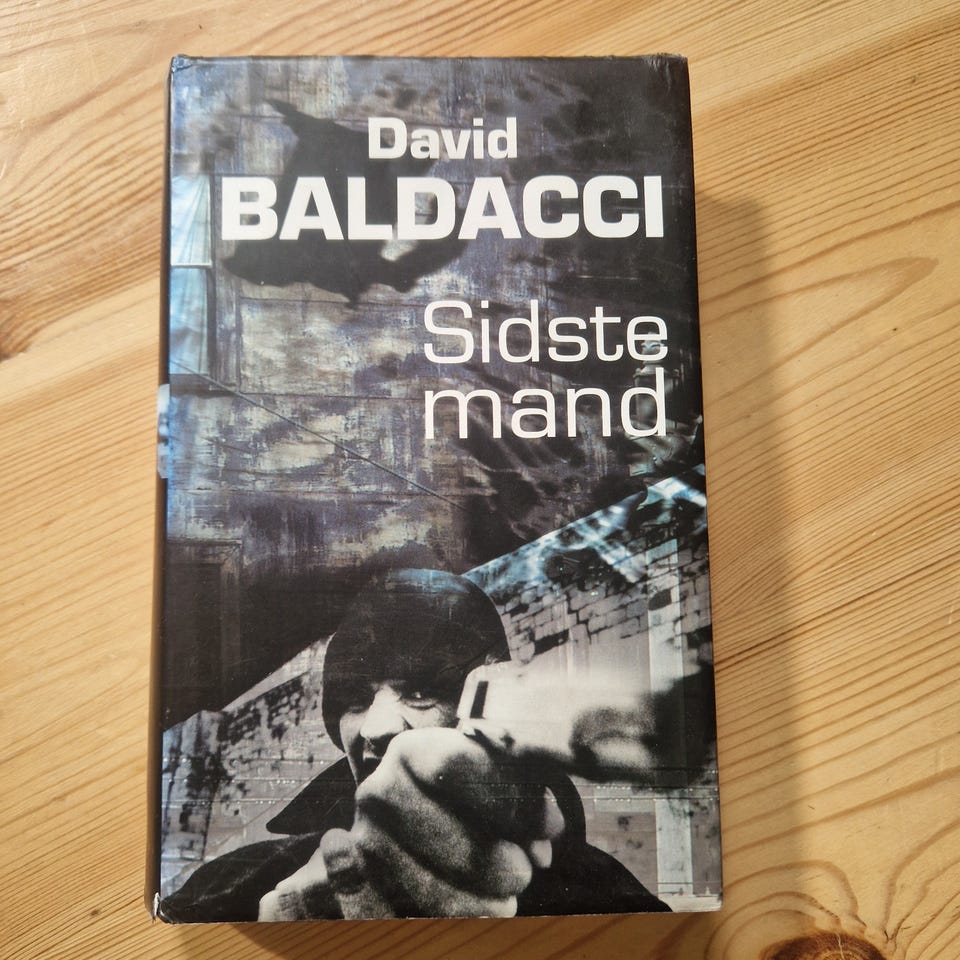 David
BALDACCI
Sidste
mand